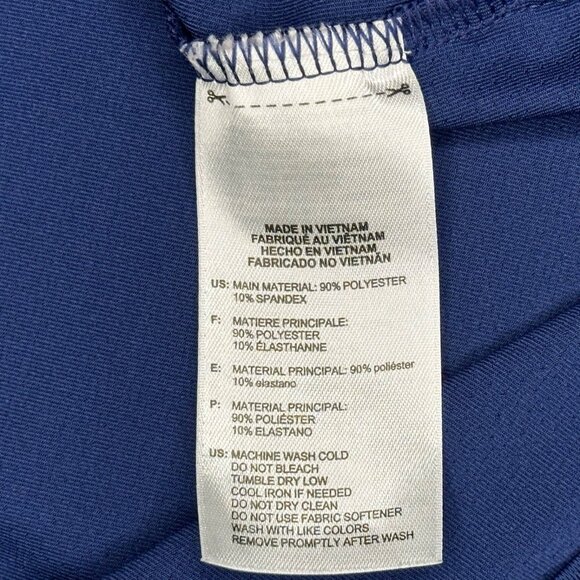 MADE IN VIETNAM
FABRIQUÉ AU VIÊTNAM
HECHO EN VIETNAM
FABRICADO NO VIETNÃN
US: MAIN MATERIAL: 90% POLYESTER
10% SPANDEX
F: MATIERE PRINCIPALE:
90% POLYESTER
10% ÉLASTHANNE
E: MATERIAL PRINCIPAL: 90% poliéster
10% elastano
P: MATERIAL PRINCIPAL:
90% POLIÉSTER
10% ELASTANO
US: MACHINE WASH COLD
DO NOT BLEACH
TUMBLE DRY LOW
COOL IRON IF NEEDED
DO NOT DRY CLEAN
DO NOT USE FABRIC SOFTENER
WASH WITH LIKE COLORS
REMOVE PROMPTLY AFTER WASH